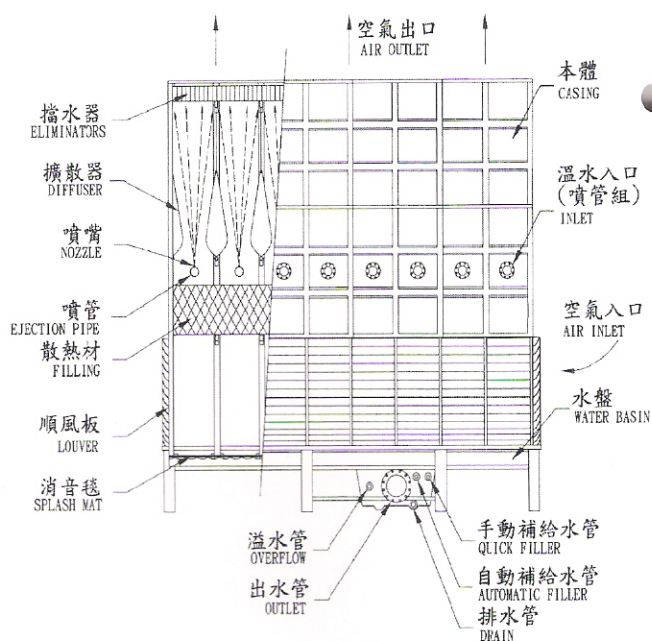 空氣出口
AIR OUTLET
擋水器
ELIMINATORS
擴散器
DIFFUSER
噴嘴
NOZZLE
噴管
EJECTION PIPE
散熱材
FILLING
順風板
LOUVER
消音毯
SPLASH MAT
本體
CASING
溫水入口
(噴管組)
INLET
空氣入口
AIR INLET
水盤
WATER BASIN
溢水管
OVERFLOW
出水管
OUTLET
手動補給水管
QUICK FILLER
自動補給水管
AUTOMATIC FILLER
排水管
DRAIN